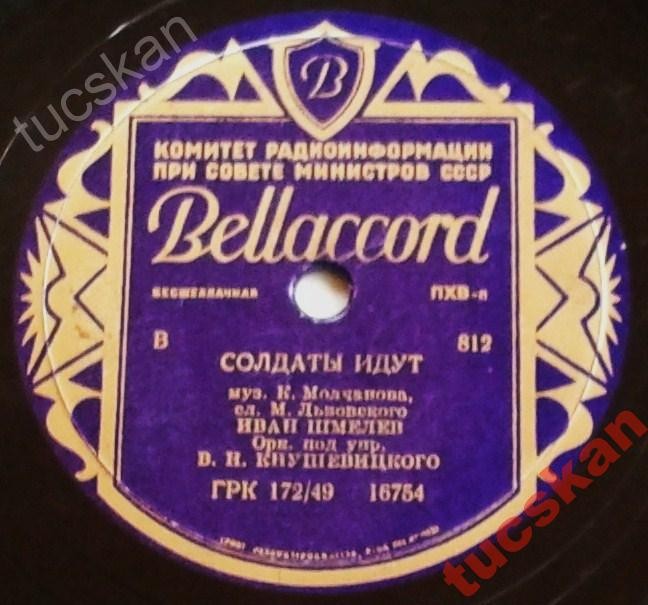 tucskan
B
КОМИТЕТ РАДИОИНФОРМАЦИИ
ПРИ СОВЕТЕ МИНИСТРОВ СССР
Bellaccord
БЕСШЕЛЛАЧНАЯ ПХВ-п
В 812
СОЛДАТЫ ИДУТ
муз. К. Молчанова,
сл. М. Львовского
ИВАН ШМЕЛЕВ
Орк. под упр.
В. Н. КНУШЕВИЦКОГО
ГРК 172/49 16754
tucskan